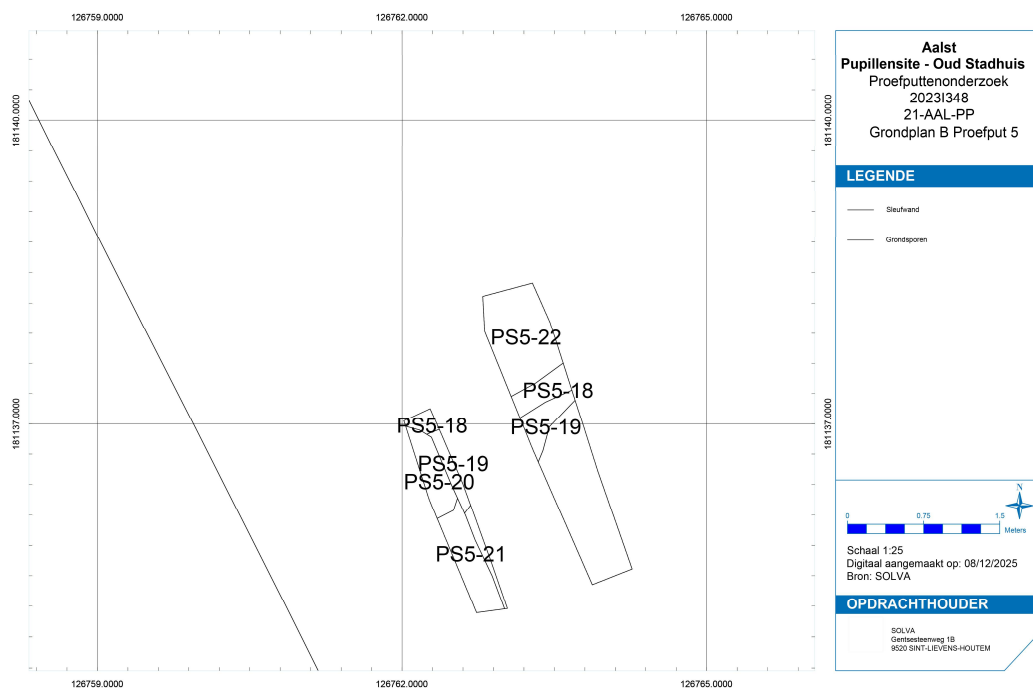 126759.0000
126762.0000
126765.0000
181140.0000
181140.0000
181137.0000
181137.0000
PS5-22
PS5-18
PS5-19
PS5-18
PS5-19
PS5-20
PS5-21
126759.0000
126762.0000
126765.0000
Aalst
Pupillensite - Oud Stadhuis
Proefputtenonderzoek
2023I348
21-AAL-PP
Grondplan B Proefput 5
LEGENDE
Sleufwand
Grondsporen
N
0 0.75 1.5
Meters
Schaal 1:25
Digitaal aangemaakt op: 08/12/2025
Bron: SOLVA
OPDRACHTHOUDER
SOLVA
Gentsesteenweg 1B
9520 SINT-LIEVENS-HOUTEM